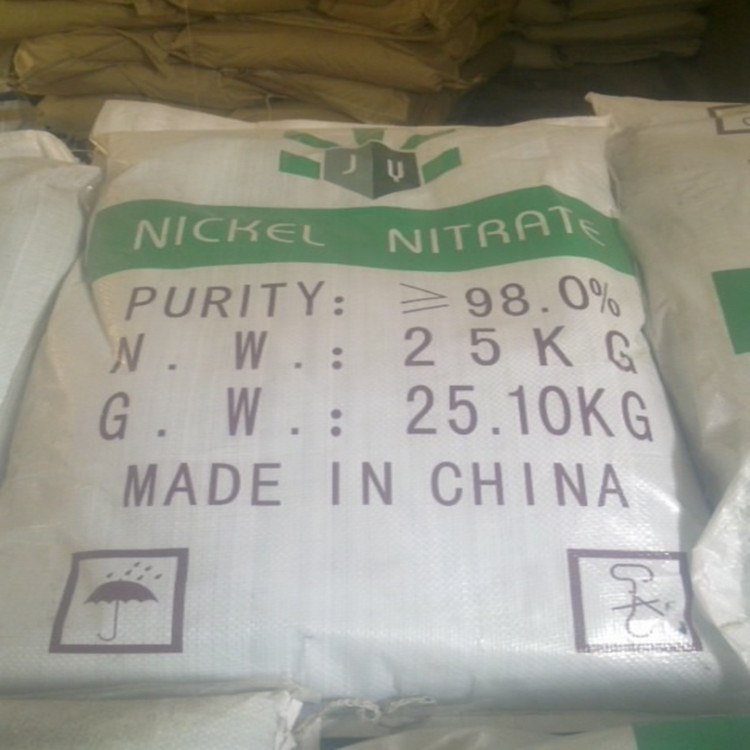 J V
NICKEL NITRATE
PURITY: ≥98.0%
N. W.: 25KG
G. W.: 25.10KG
MADE IN CHINA